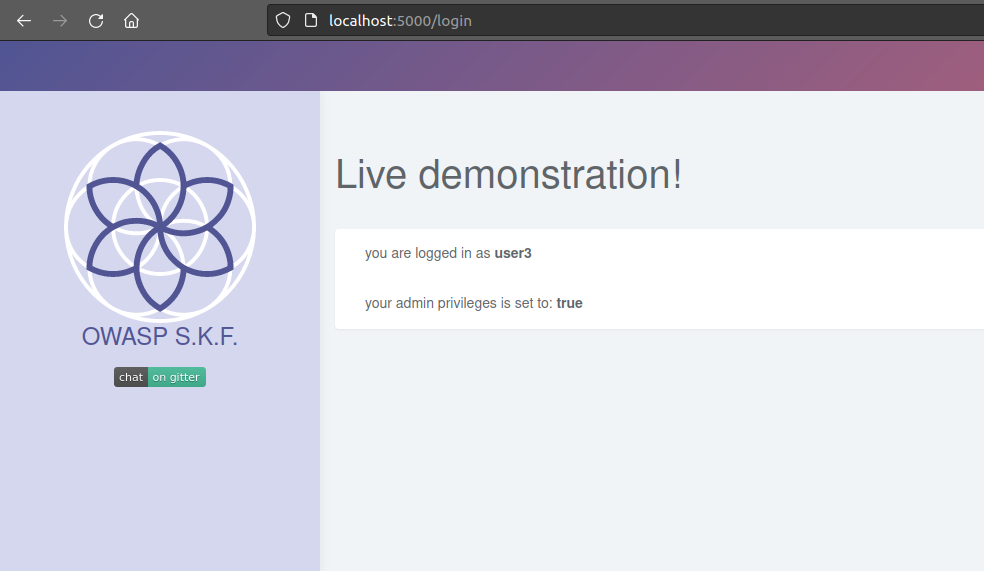 localhost:5000/login
Live demonstration!
you are logged in as user3
your admin privileges is set to: true
OWASP S.K.F.
chat on gitter